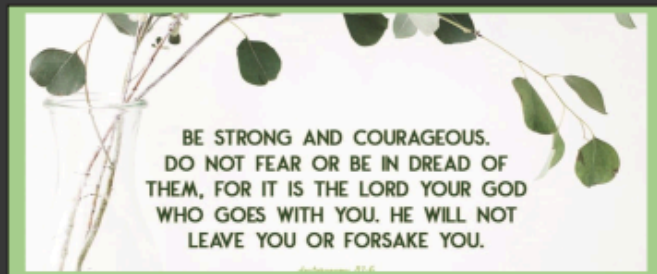 BE STRONG AND COURAGEOUS.
DO NOT FEAR OR BE IN DREAD OF
THEM, FOR IT IS THE LORD YOUR GOD
WHO GOES WITH YOU. HE WILL NOT
LEAVE YOU OR FORSAKE YOU.